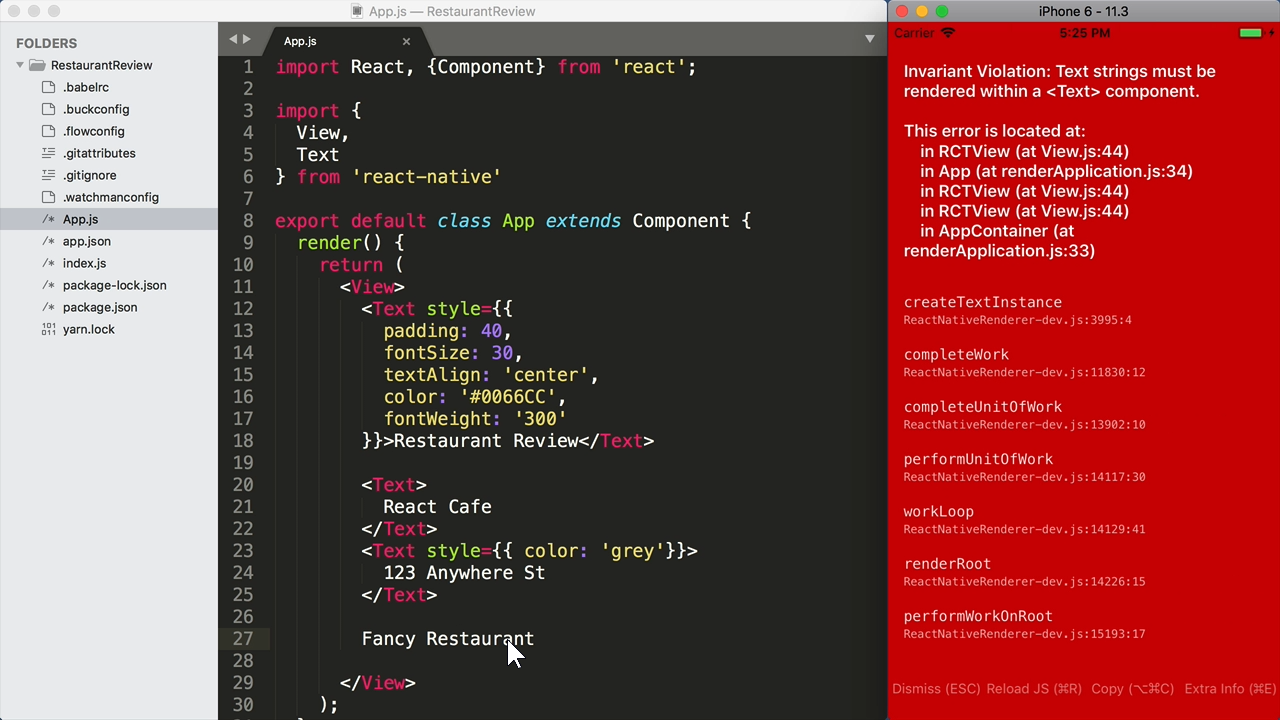 App.js — RestaurantReview
FOLDERS
RestaurantReview
.babelrc
.buckconfig
.flowconfig
.gitattributes
.gitignore
.watchmanconfig
/* App.js
/* app.json
/* index.js
/* package-lock.json
/* package.json
yarn.lock
App.js ×
1 import React, {Component} from 'react';
2
3 import {
4 View,
5 Text
6 } from 'react-native'
7
8 export default class App extends Component {
9 render() {
10 return (
11 <View>
12 <Text style={{
13 padding: 40,
14 fontSize: 30,
15 textAlign: 'center',
16 color: '#0066CC',
17 fontWeight: '300'
18 }}>Restaurant Review</Text>
19
20 <Text>
21 React Cafe
22 </Text>
23 <Text style={{ color: 'grey'}}>
24 123 Anywhere St
25 </Text>
26
27 Fancy Restaurant
28
29 </View>
30 );
iPhone 6 - 11.3
Carrier 5:25 PM
Invariant Violation: Text strings must be
rendered within a <Text> component.
This error is located at:
in RCTView (at View.js:44)
in App (at renderApplication.js:34)
in RCTView (at View.js:44)
in RCTView (at View.js:44)
in AppContainer (at
renderApplication.js:33)
createTextInstance
ReactNativeRenderer-dev.js:3995:4
completeWork
ReactNativeRenderer-dev.js:11830:12
completeUnitOfWork
ReactNativeRenderer-dev.js:13902:10
performUnitOfWork
ReactNativeRenderer-dev.js:14117:30
workLoop
ReactNativeRenderer-dev.js:14129:41
renderRoot
ReactNativeRenderer-dev.js:14226:15
performWorkOnRoot
ReactNativeRenderer-dev.js:15193:17
Dismiss (ESC) Reload JS (⌘R) Copy (⌥⌘C) Extra Info (⌘E)